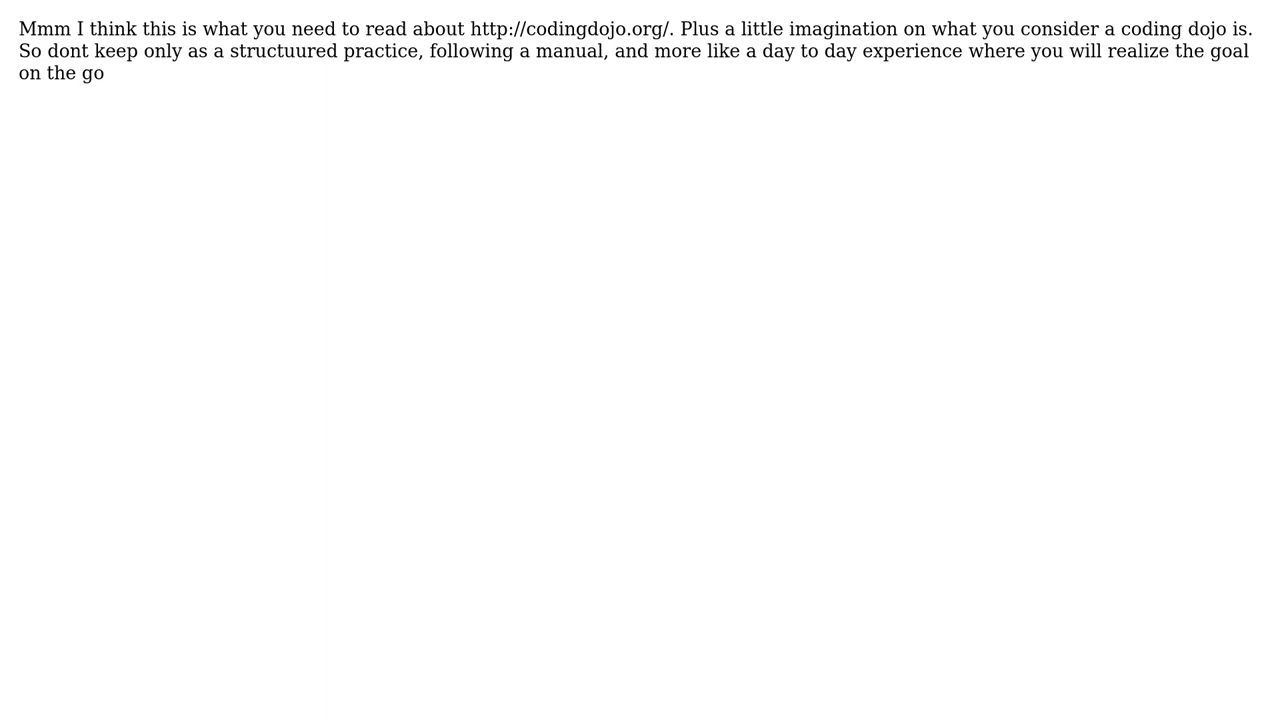 Mmm I think this is what you need to read about http://codingdojo.org/. Plus a little imagination on what you consider a coding dojo is.
So dont keep only as a structuured practice, following a manual, and more like a day to day experience where you will realize the goal
on the go